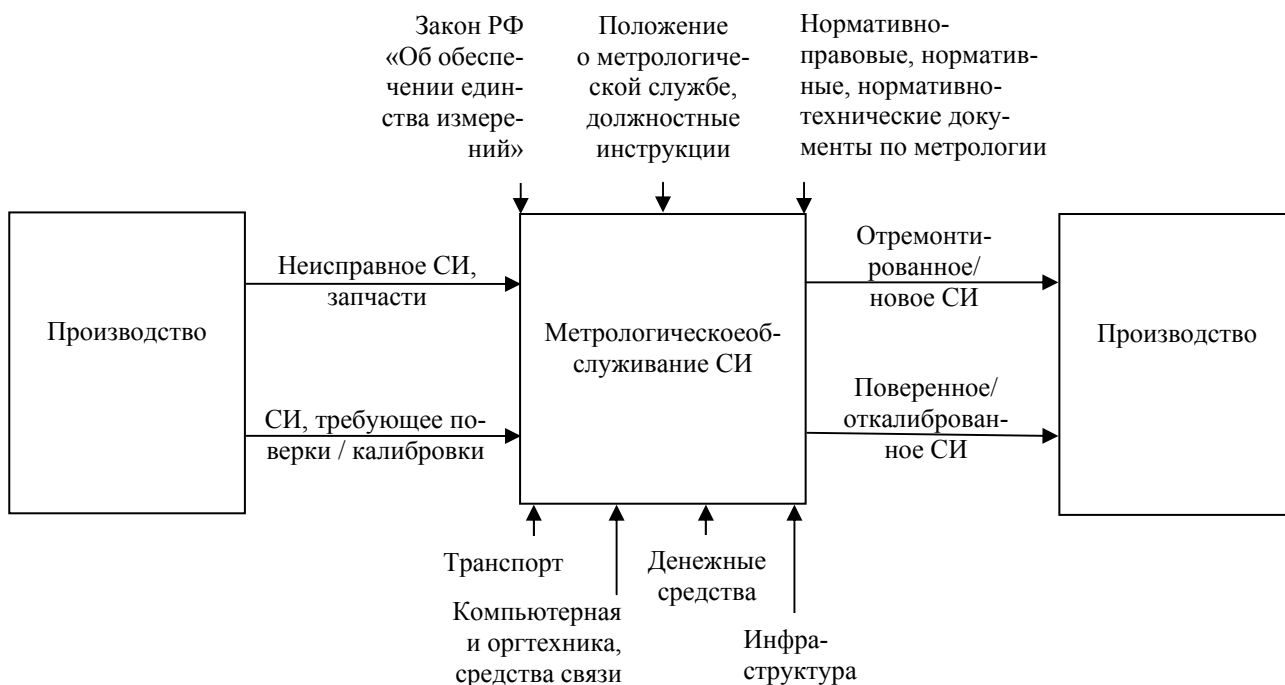 Закон РФ
«Об обеспе-
чении един-
ства измере-
ний»
Положение
о метрологиче-
ской службе,
должностные
инструкции
Нормативно-
правовые, норматив-
ные, нормативно-
технические доку-
менты по метрологии
Производство
Неисправное СИ,
запчасти
СИ, требующее по-
верки / калибровки
Метрологическоеоб-
служивание СИ
Отремонти-
рованное/
новое СИ
Поверенное/
откалиброван-
ное СИ
Производство
Транспорт
Компьютерная
и оргтехника,
средства связи
Денежные
средства
Инфра-
структура